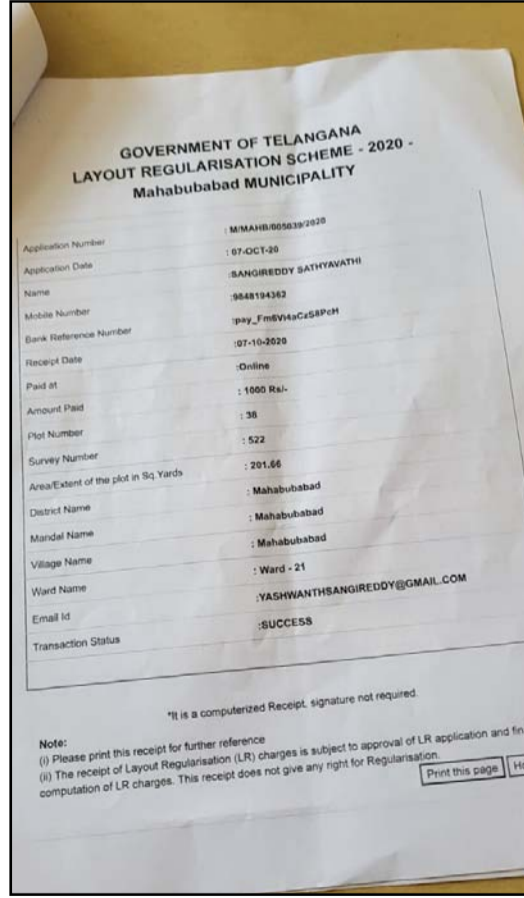 GOVERNMENT OF TELANGANA
LAYOUT REGULARISATION SCHEME - 2020 -
Mahabubabad MUNICIPALITY
Application Number : M/MAHB/005039/2020
Application Date : 07-OCT-20
Name :SANGIREDDY SATHYAVATHI
Mobile Number :9848194362
Bank Reference Number
Receipt Date :07-10-2020
Paid at :Online
Amount Paid : 1000 Rs/-
Plot Number : 38
Survey Number : 522
Area/Extent of the plot in Sq.Yards : 201.66
District Name : Mahabubabad
Mandal Name : Mahabubabad
Village Name : Mahabubabad
Ward Name : Ward - 21
Email Id :YASHWANTHSANGIREDDY@GMAIL.COM
Transaction Status :SUCCESS
*It is a computerized Receipt, signature not required.
Note:
(i) Please print this receipt for further reference
(ii) The receipt of Layout Regularisation (LR) charges is subject to approval of LR application and fin
computation of LR charges. This receipt does not give any right for Regularisation.
Print this page Ho